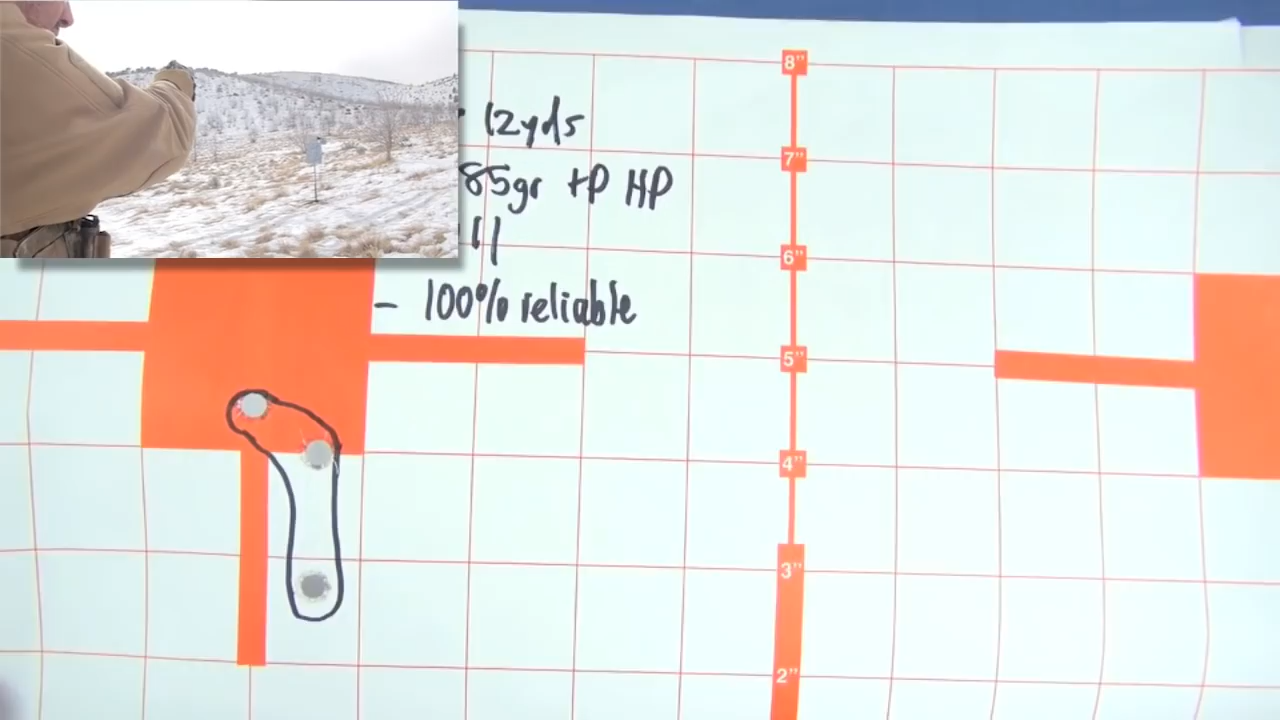 12yds
85gr +P HP
- 100% reliable
8"
7"
6"
5"
4"
3"
2"